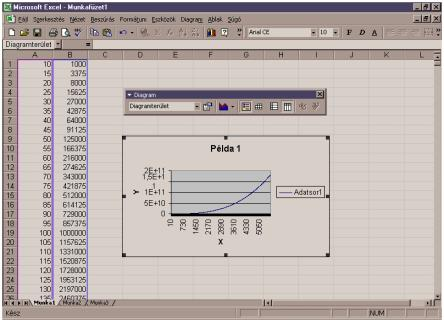 Microsoft Excel - Munkafüzet1
Fájl Szerkesztés Nézet Beszúrás Formátum Eszközök Diagram Ablak Súgó
Arial CE 10 F D A
Diagramterület =
A B C D E F G H I J K L
1 10 1000
2 15 3375
3 20 8000
4 25 15625
5 30 27000
6 35 42875
7 40 64000
8 45 91125
9 50 125000
10 55 166375
11 60 216000
12 65 274625
13 70 343000
14 75 421875
15 80 512000
16 85 614125
17 90 729000
18 95 857375
19 100 1000000
20 105 1157625
21 110 1331000
22 115 1520875
23 120 1728000
24 125 1953125
25 130 2197000
26 135 2460375
Diagram
Diagramterület
Példa 1
2E+11
1,5E+11
1E+11
5E+10
0
Y
10 730 1450 2170 2890 3610 4330 5050
X
Adatsor1
Munka1 Munka2 Munka3
Kész NUM